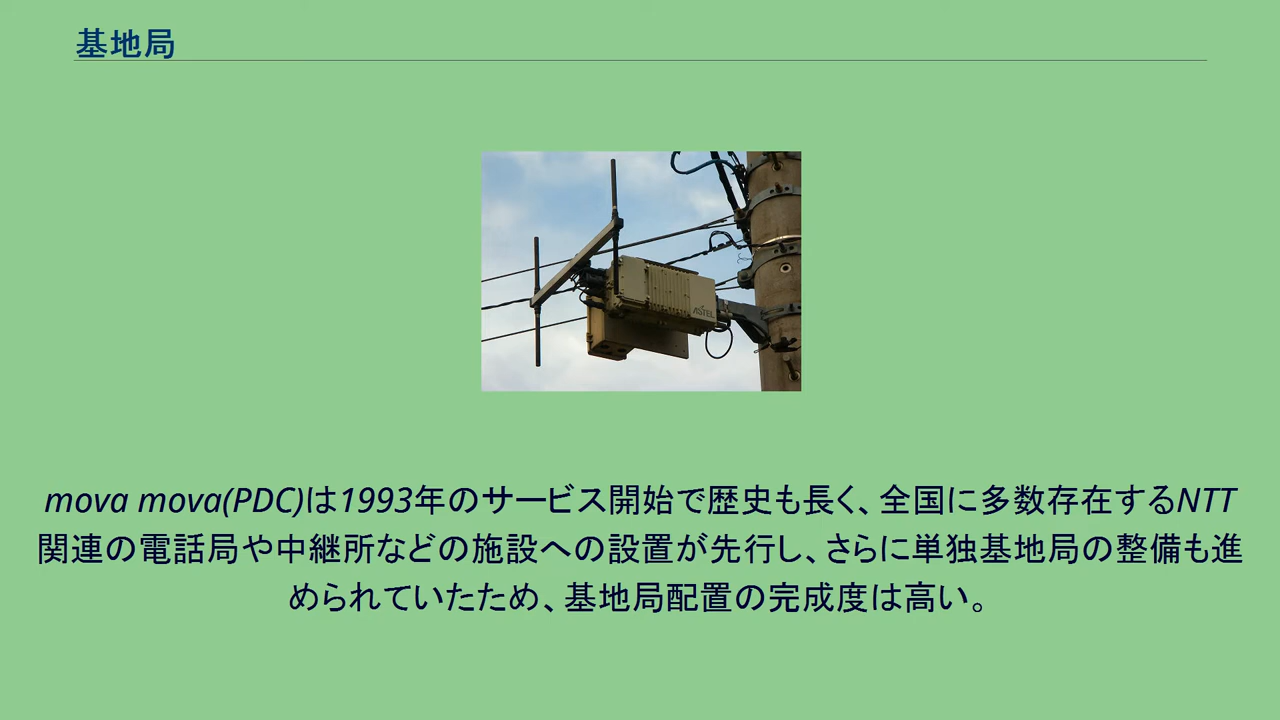 基地局
ASTEL
mova mova(PDC)は1993年のサービス開始で歴史も長く、全国に多数存在するNTT
関連の電話局や中継所などの施設への設置が先行し、さらに単独基地局の整備も進
められていたため、基地局配置の完成度は高い。